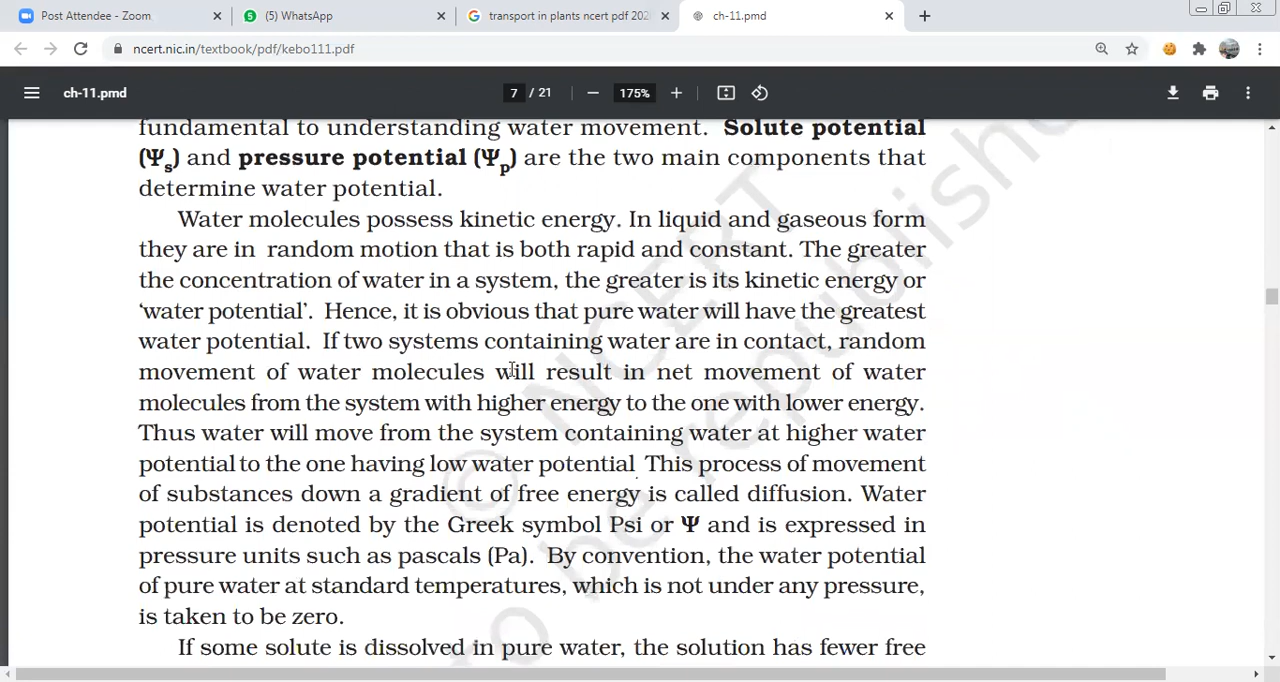 Post Attendee - Zoom
(5) WhatsApp
transport in plants ncert pdf 202
ch-11.pmd
ncert.nic.in/textbook/pdf/kebo111.pdf
ch-11.pmd
7 / 21
175%
fundamental to understanding water movement. Solute potential
(Ψs) and pressure potential (Ψp) are the two main components that
determine water potential.
Water molecules possess kinetic energy. In liquid and gaseous form
they are in random motion that is both rapid and constant. The greater
the concentration of water in a system, the greater is its kinetic energy or
‘water potential’. Hence, it is obvious that pure water will have the greatest
water potential. If two systems containing water are in contact, random
movement of water molecules will result in net movement of water
molecules from the system with higher energy to the one with lower energy.
Thus water will move from the system containing water at higher water
potential to the one having low water potential This process of movement
of substances down a gradient of free energy is called diffusion. Water
potential is denoted by the Greek symbol Psi or Ψ and is expressed in
pressure units such as pascals (Pa). By convention, the water potential
of pure water at standard temperatures, which is not under any pressure,
is taken to be zero.
If some solute is dissolved in pure water, the solution has fewer free
© NCERT
to be republished